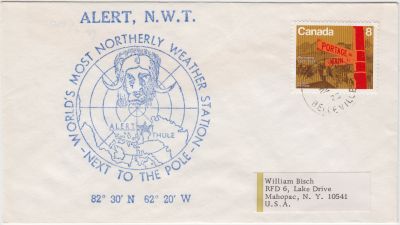 ALERT, N.W.T.
WORLD'S MOST NORTHERLY WEATHER STATION
-NEXT TO THE POLE-
ALERT
THULE
82° 30' N 62° 20' W
Canada 8
PORTAGE
MAIN
BELLEVILLE
William Bisch
RFD 6, Lake Drive
Mahopac, N. Y. 10541
U.S.A.